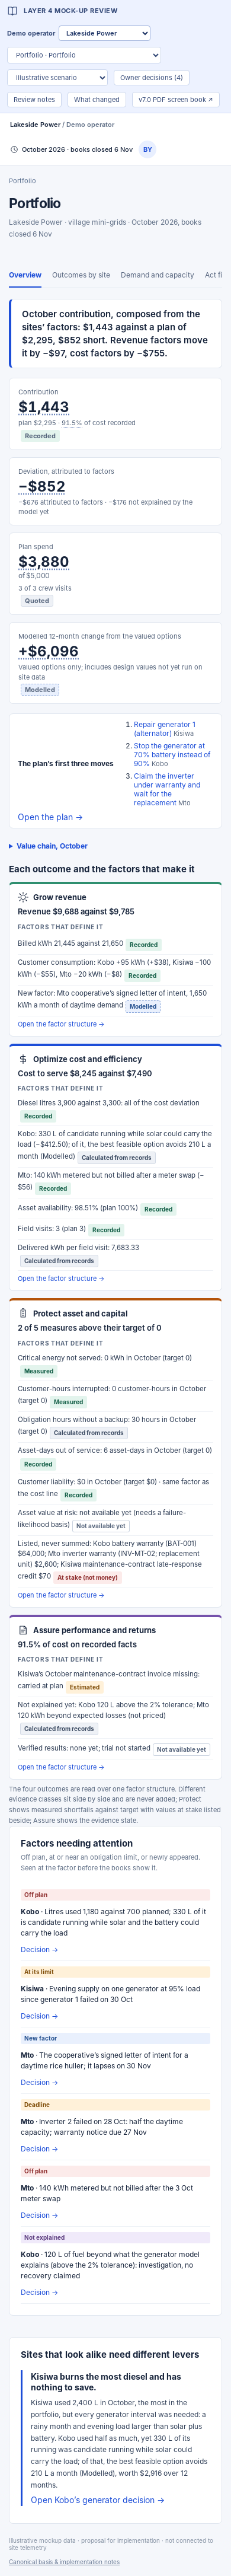 LAYER 4 MOCK-UP REVIEW
Demo operator Lakeside Power
Portfolio · Portfolio
Illustrative scenario Owner decisions (4)
Review notes What changed v7.0 PDF screen book ↗
Lakeside Power / Demo operator
October 2026 · books closed 6 Nov BY
Portfolio
Portfolio
Lakeside Power · village mini-grids · October 2026, books
closed 6 Nov
Overview Outcomes by site Demand and capacity Act fi
October contribution, composed from the
sites' factors: $1,443 against a plan of
$2,295, $852 short. Revenue factors move
it by −$97, cost factors by −$755.
Contribution
$1,443
plan $2,295 · 91.5% of cost recorded
Recorded
Deviation, attributed to factors
−$852
−$676 attributed to factors · −$176 not explained by the
model yet
Plan spend
$3,880
of $5,000
3 of 3 crew visits
Quoted
Modelled 12-month change from the valued options
+$6,096
Valued options only; includes design values not yet run on
site data
Modelled
The plan's first three moves
1. Repair generator 1
(alternator) Kisiwa
2. Stop the generator at
70% battery instead of
90% Kobo
3. Claim the inverter
under warranty and
wait for the
replacement Mto
Open the plan →
Value chain, October
Each outcome and the factors that make it
Grow revenue
Revenue $9,688 against $9,785
FACTORS THAT DEFINE IT
Billed kWh 21,445 against 21,650 Recorded
Customer consumption: Kobo +95 kWh (+$38), Kisiwa −100
kWh (−$55), Mto −20 kWh (−$8) Recorded
New factor: Mto cooperative's signed letter of intent, 1,650
kWh a month of daytime demand Modelled
Open the factor structure →
Optimize cost and efficiency
Cost to serve $8,245 against $7,490
FACTORS THAT DEFINE IT
Diesel litres 3,900 against 3,300: all of the cost deviation
Recorded
Kobo: 330 L of candidate running while solar could carry the
load (−$412.50); of it, the best feasible option avoids 210 L a
month (Modelled) Calculated from records
Mto: 140 kWh metered but not billed after a meter swap (−
$56) Recorded
Asset availability: 98.51% (plan 100%) Recorded
Field visits: 3 (plan 3) Recorded
Delivered kWh per field visit: 7,683.33
Calculated from records
Open the factor structure →
Protect asset and capital
2 of 5 measures above their target of 0
FACTORS THAT DEFINE IT
Critical energy not served: 0 kWh in October (target 0)
Measured
Customer-hours interrupted: 0 customer-hours in October
(target 0) Measured
Obligation hours without a backup: 30 hours in October
(target 0) Calculated from records
Asset-days out of service: 6 asset-days in October (target 0)
Recorded
Customer liability: $0 in October (target $0) · same factor as
the cost line Recorded
Asset value at risk: not available yet (needs a failure-
likelihood basis) Not available yet
Listed, never summed: Kobo battery warranty (BAT-001)
$64,000; Mto inverter warranty (INV-MT-02; replacement
unit) $2,600; Kisiwa maintenance-contract late-response
credit $70 At stake (not money)
Open the factor structure →
Assure performance and returns
91.5% of cost on recorded facts
FACTORS THAT DEFINE IT
Kisiwa's October maintenance-contract invoice missing:
carried at plan Estimated
Not explained yet: Kobo 120 L above the 2% tolerance; Mto
120 kWh beyond expected losses (not priced)
Calculated from records
Verified results: none yet; trial not started Not available yet
Open the factor structure →
The four outcomes are read over one factor structure. Different
evidence classes sit side by side and are never added; Protect
shows measured shortfalls against target with values at stake listed
beside; Assure shows the evidence state.
Factors needing attention
Off plan, at or near an obligation limit, or newly appeared.
Seen at the factor before the books show it.
Off plan
Kobo · Litres used 1,180 against 700 planned; 330 L of it
is candidate running while solar and the battery could
carry the load
Decision →
At its limit
Kisiwa · Evening supply on one generator at 95% load
since generator 1 failed on 30 Oct
Decision →
New factor
Mto · The cooperative's signed letter of intent for a
daytime rice huller; it lapses on 30 Nov
Decision →
Deadline
Mto · Inverter 2 failed on 28 Oct: half the daytime
capacity; warranty notice due 27 Nov
Decision →
Off plan
Mto · 140 kWh metered but not billed after the 3 Oct
meter swap
Decision →
Not explained
Kobo · 120 L of fuel beyond what the generator model
explains (above the 2% tolerance): investigation, no
recovery claimed
Decision →
Sites that look alike need different levers
Kisiwa burns the most diesel and has
nothing to save.
Kisiwa used 2,400 L in October, the most in the
portfolio, but every generator interval was needed: a
rainy month and evening load larger than solar plus
battery. Kobo used half as much, yet 330 L of its
running was candidate running while solar could carry
the load; of that, the best feasible option avoids 210 L
a month (Modelled), worth $2,916 over 12
months.
Open Kobo's generator decision →
Illustrative mockup data · proposal for implementation · not connected to
site telemetry
Canonical basis & implementation notes